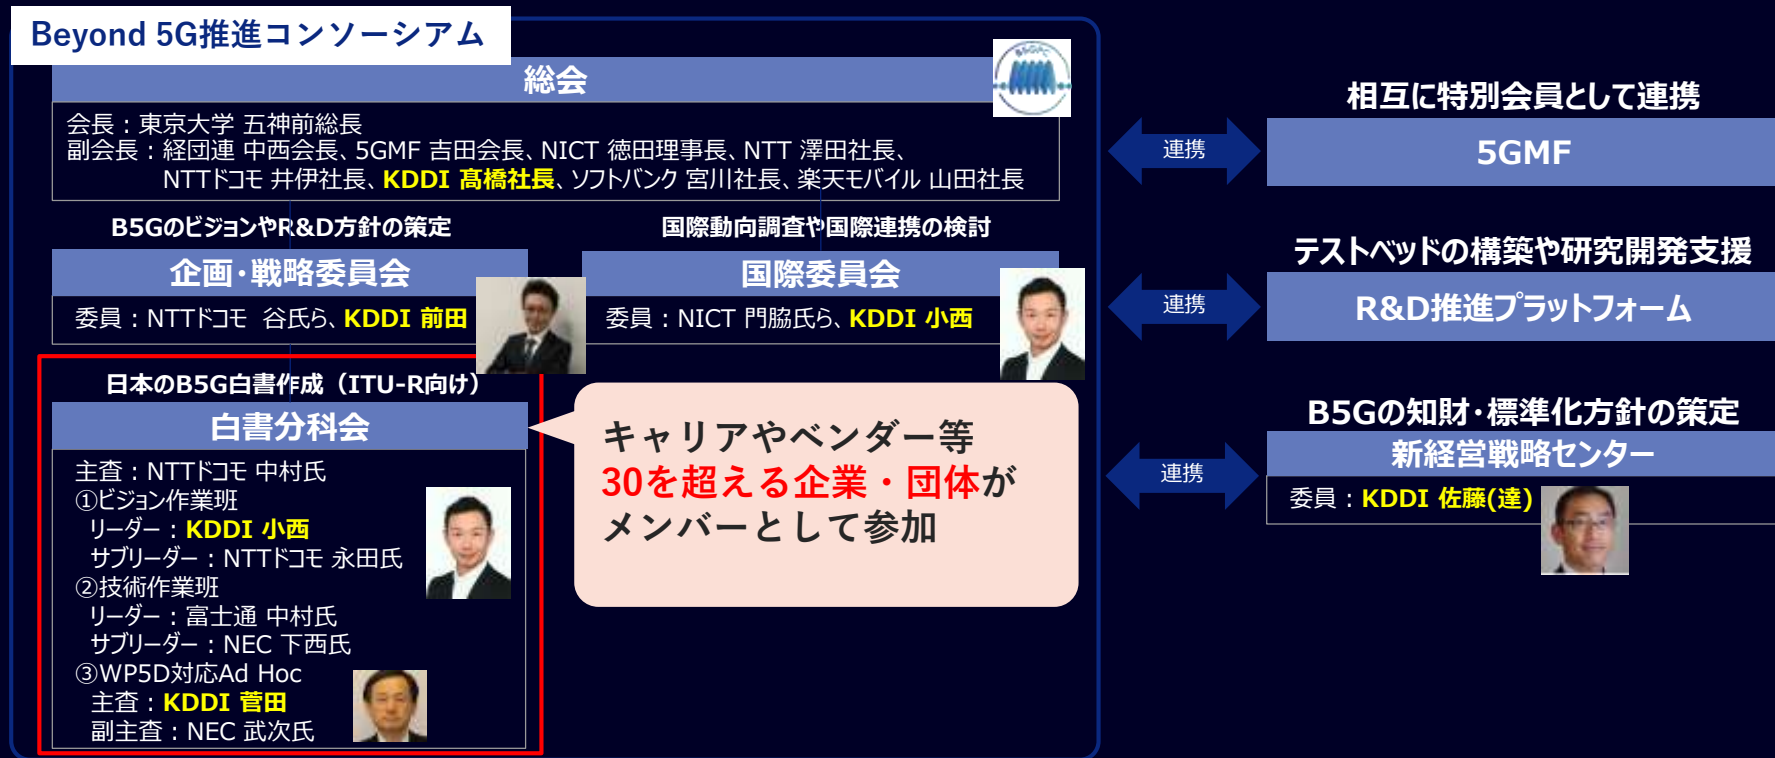 Beyond 5G推進コンソーシアム
総会
B5GPC
会長：東京大学 五神前総長
副会長：経団連 中西会長、5GMF 吉田会長、NICT 徳田理事長、NTT 澤田社長、
NTTドコモ 井伊社長、KDDI 髙橋社長、ソフトバンク 宮川社長、楽天モバイル 山田社長
B5GのビジョンやR&D方針の策定
企画・戦略委員会
委員：NTTドコモ 谷氏ら、KDDI 前田
国際動向調査や国際連携の検討
国際委員会
委員：NICT 門脇氏ら、KDDI 小西
日本のB5G白書作成（ITU-R向け）
白書分科会
主査：NTTドコモ 中村氏
①ビジョン作業班
リーダー：KDDI 小西
サブリーダー：NTTドコモ 永田氏
②技術作業班
リーダー：富士通 中村氏
サブリーダー：NEC 下西氏
③WP5D対応Ad Hoc
主査：KDDI 菅田
副主査：NEC 武次氏
キャリアやベンダー等
30を超える企業・団体が
メンバーとして参加
連携
相互に特別会員として連携
5GMF
連携
テストベッドの構築や研究開発支援
R&D推進プラットフォーム
連携
B5Gの知財・標準化方針の策定
新経営戦略センター
委員：KDDI 佐藤(達)